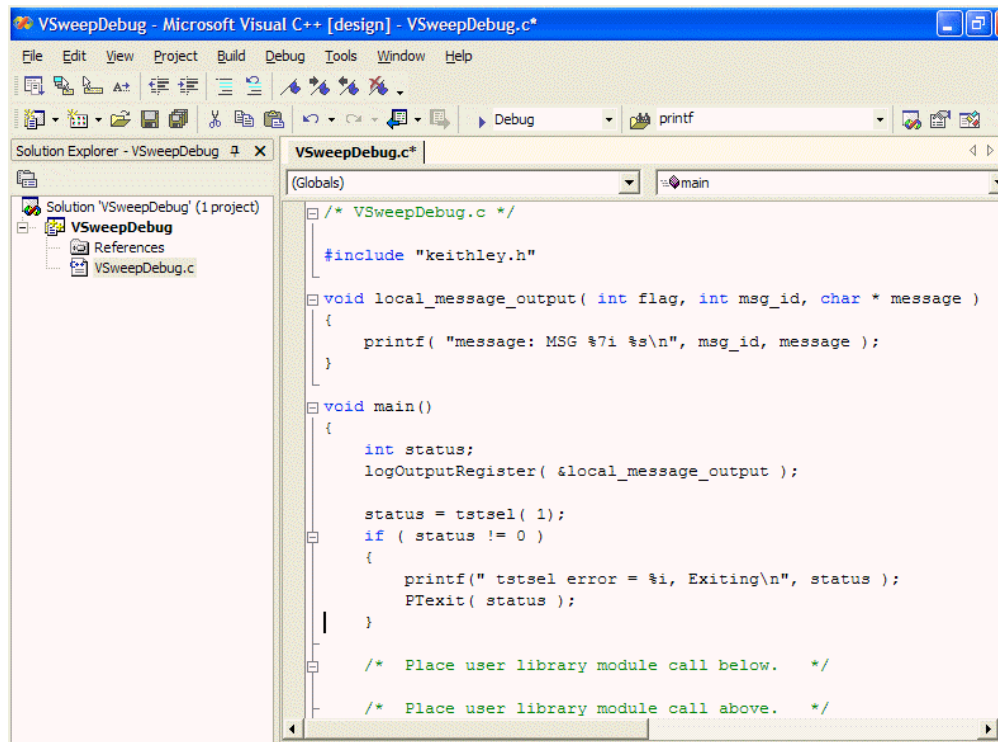 VSweepDebug - Microsoft Visual C++ [design] - VSweepDebug.c*
File Edit View Project Build Debug Tools Window Help
Debug printf
Solution Explorer - VSweepDebug
VSweepDebug.c*
(Globals) main
Solution 'VSweepDebug' (1 project)
VSweepDebug
References
VSweepDebug.c
/* VSweepDebug.c */
#include "keithley.h"
void local_message_output( int flag, int msg_id, char * message )
{
printf( "message: MSG %7i %s\n", msg_id, message );
}
void main()
{
int status;
logOutputRegister( &local_message_output );
status = tstsel( 1);
if ( status != 0 )
{
printf(" tstsel error = %i, Exiting\n", status );
PTexit( status );
}
/*  Place user library module call below.   */
/*  Place user library module call above.   */